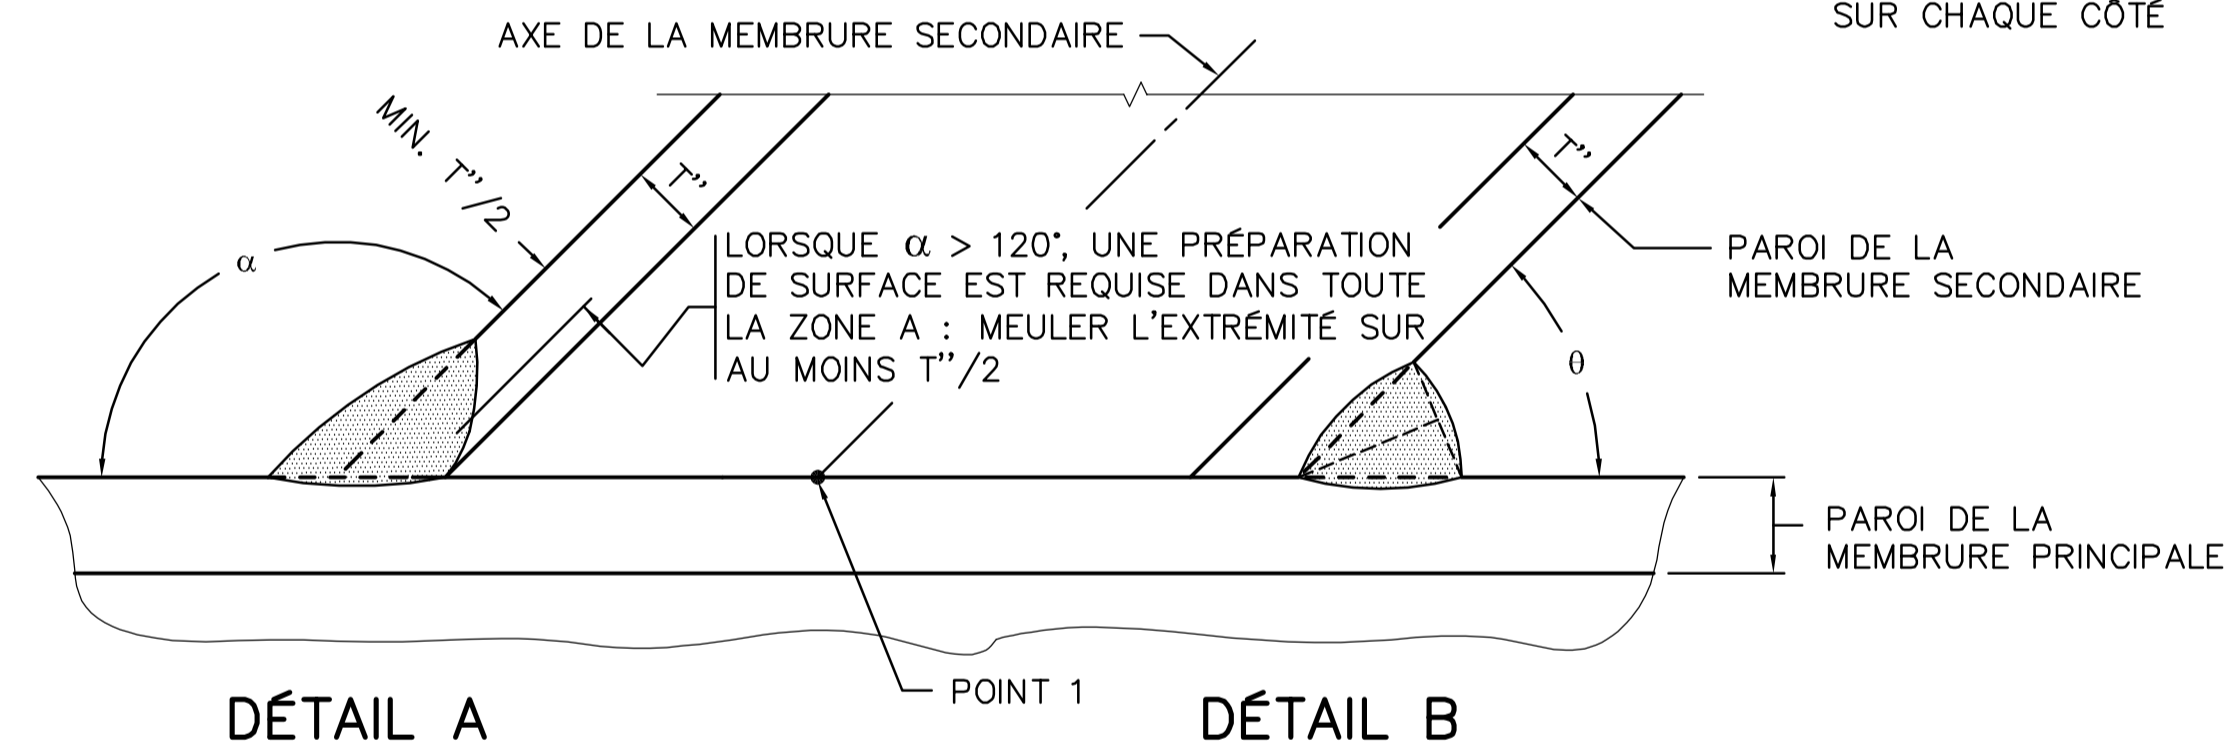 SUR CHAQUE CÔTÉ
AXE DE LA MEMBRURE SECONDAIRE
MIN. T"/2
T"
T"
α
LORSQUE α > 120°, UNE PRÉPARATION
DE SURFACE EST REQUISE DANS TOUTE
LA ZONE A : MEULER L'EXTRÉMITÉ SUR
AU MOINS T"/2
PAROI DE LA
MEMBRURE SECONDAIRE
θ
PAROI DE LA
MEMBRURE PRINCIPALE
POINT 1
DÉTAIL A
DÉTAIL B